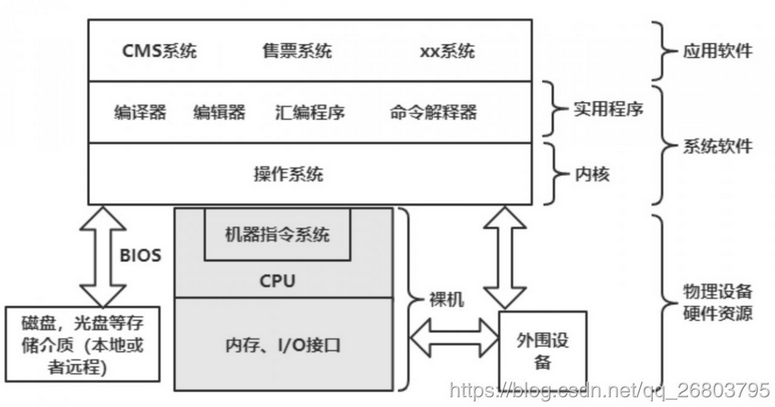 CMS系统 售票系统 xx系统 应用软件
编译器 编辑器 汇编程序 命令解释器 实用程序
系统软件
操作系统 内核
机器指令系统
BIOS
CPU
裸机
物理设备
硬件资源
磁盘，光盘等存
储介质（本地或
者远程）
内存、I/O接口
外围设
备
https://blog.csdn.net/qq_26803795